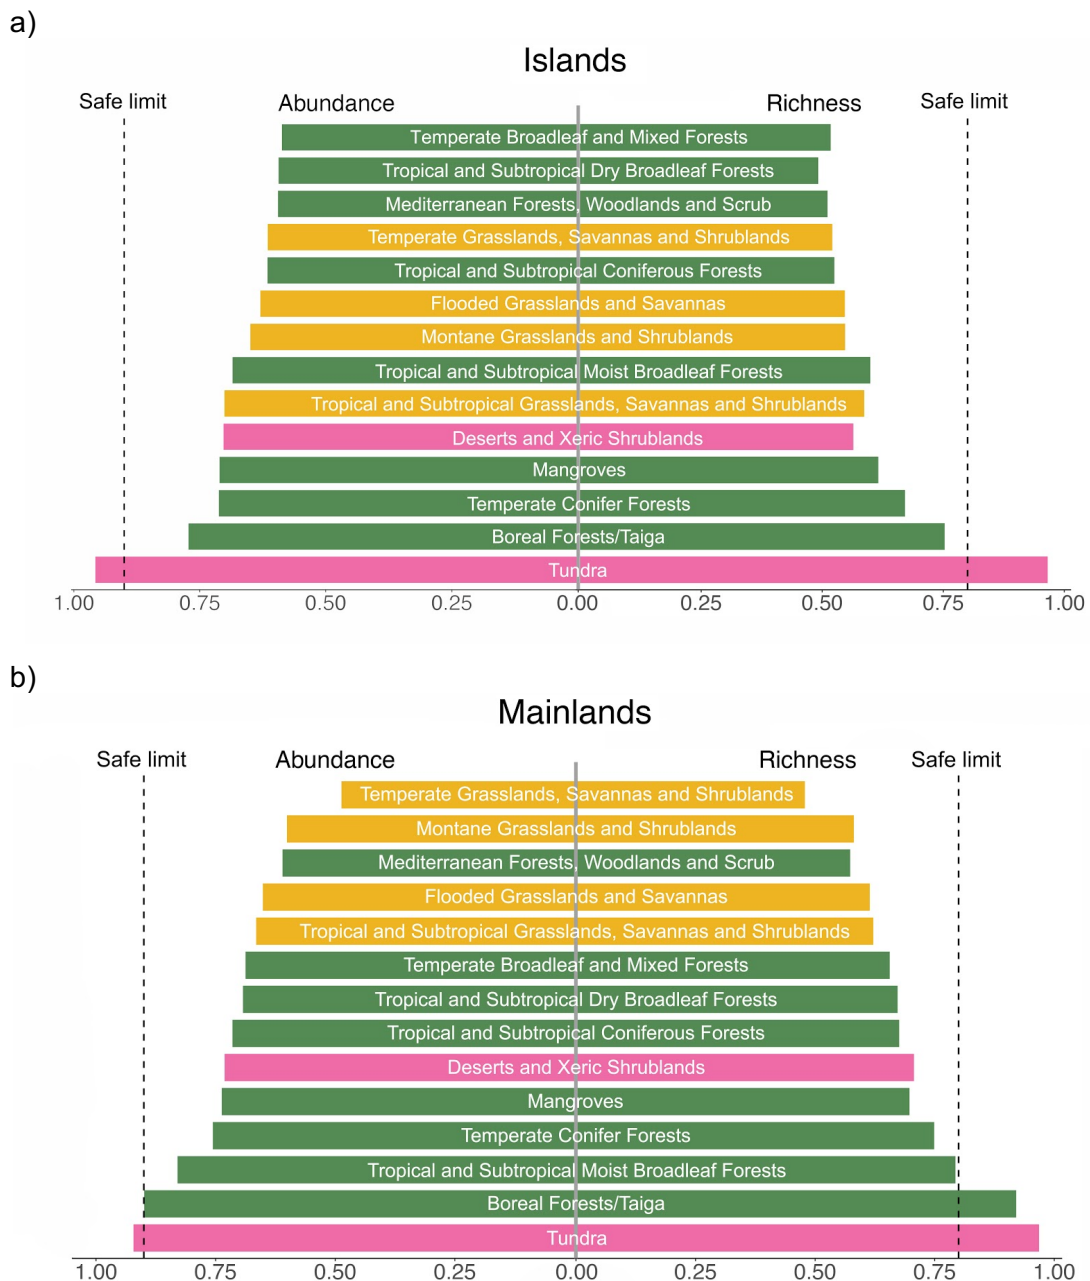 a)
Islands
Safe limit
Abundance
Richness
Safe limit
Temperate Broadleaf and Mixed Forests
Tropical and Subtropical Dry Broadleaf Forests
Mediterranean Forests, Woodlands and Scrub
Temperate Grasslands, Savannas and Shrublands
Tropical and Subtropical Coniferous Forests
Flooded Grasslands and Savannas
Montane Grasslands and Shrublands
Tropical and Subtropical Moist Broadleaf Forests
Tropical and Subtropical Grasslands, Savannas and Shrublands
Deserts and Xeric Shrublands
Mangroves
Temperate Conifer Forests
Boreal Forests/Taiga
Tundra
1.00 0.75 0.50 0.25 0.00 0.25 0.50 0.75 1.00
b)
Mainlands
Safe limit
Abundance
Richness
Safe limit
Temperate Grasslands, Savannas and Shrublands
Montane Grasslands and Shrublands
Mediterranean Forests, Woodlands and Scrub
Flooded Grasslands and Savannas
Tropical and Subtropical Grasslands, Savannas and Shrublands
Temperate Broadleaf and Mixed Forests
Tropical and Subtropical Dry Broadleaf Forests
Tropical and Subtropical Coniferous Forests
Deserts and Xeric Shrublands
Mangroves
Temperate Conifer Forests
Tropical and Subtropical Moist Broadleaf Forests
Boreal Forests/Taiga
Tundra
1.00 0.75 0.50 0.25 0.00 0.25 0.50 0.75 1.00